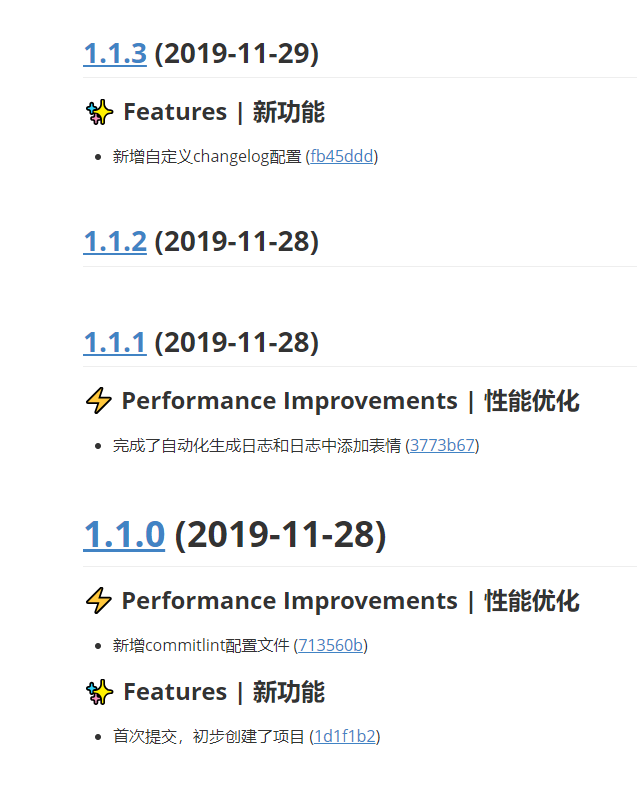 1.1.3 (2019-11-29)
✨ Features | 新功能
新增自定义changelog配置 (fb45ddd)
1.1.2 (2019-11-28)
1.1.1 (2019-11-28)
⚡ Performance Improvements | 性能优化
完成了自动化生成日志和日志中添加表情 (3773b67)
1.1.0 (2019-11-28)
⚡ Performance Improvements | 性能优化
新增commitlint配置文件 (713560b)
✨ Features | 新功能
首次提交，初步创建了项目 (1d1f1b2)